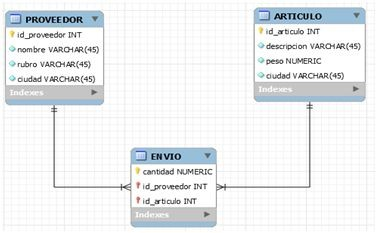 PROVEEDOR
id_proveedor INT
nombre VARCHAR(45)
rubro VARCHAR(45)
ciudad VARCHAR(45)
Indexes
ARTICULO
id_articulo INT
descripcion VARCHAR(45)
peso NUMERIC
ciudad VARCHAR(45)
Indexes
ENVIO
cantidad NUMERIC
id_proveedor INT
id_articulo INT
Indexes